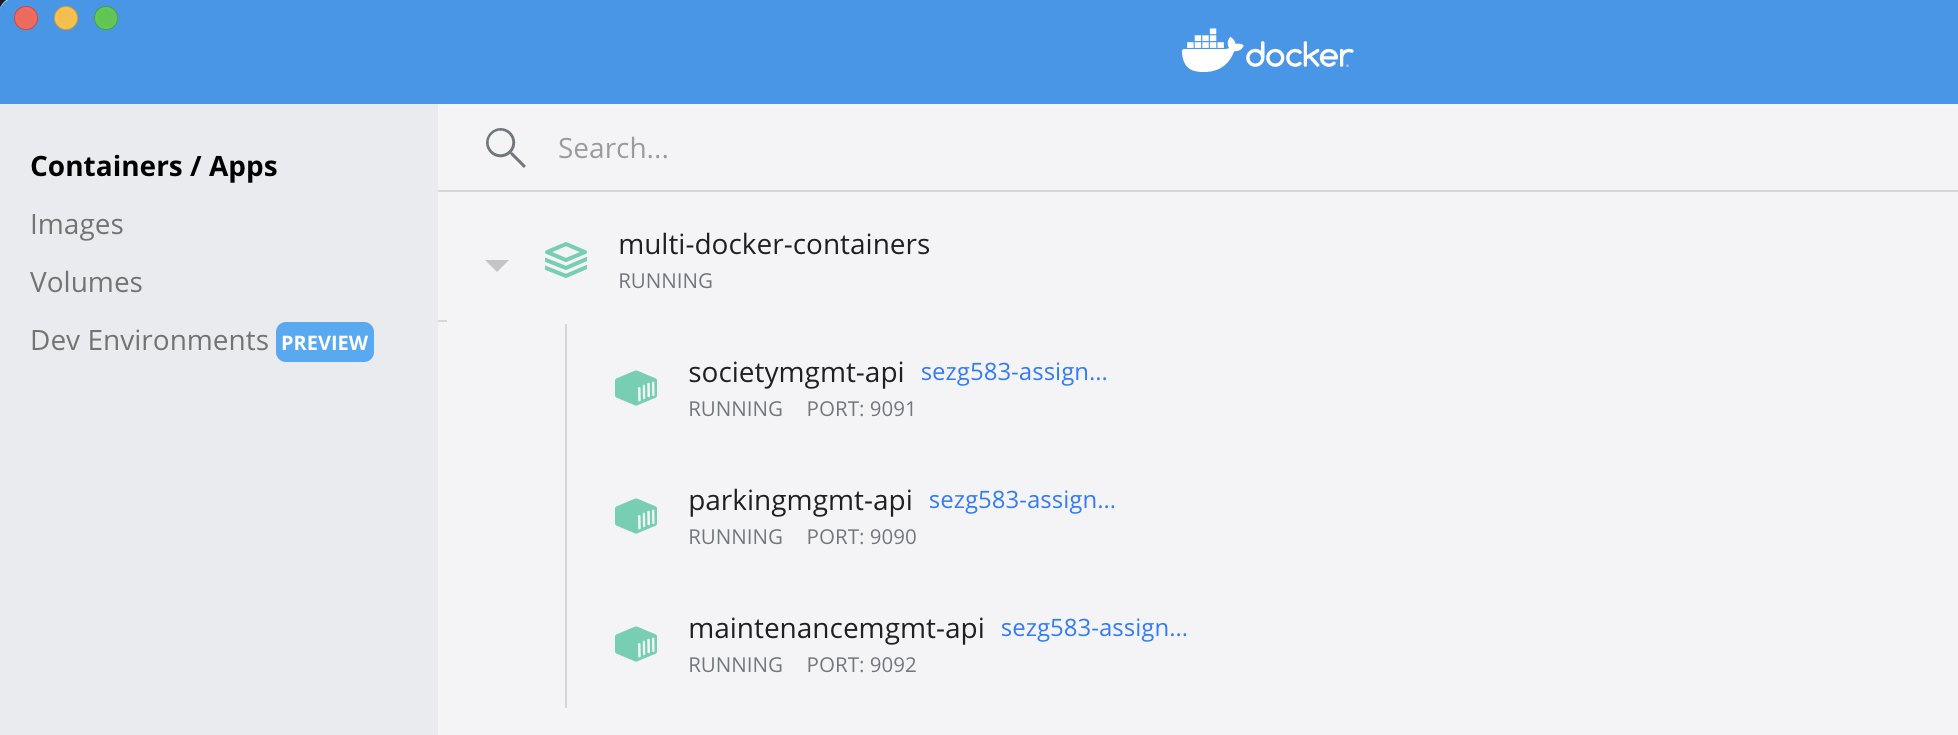 docker
Containers / Apps
Images
Volumes
Dev Environments PREVIEW
Search...
multi-docker-containers
RUNNING
societymgmt-api sezg583-assign...
RUNNING PORT: 9091
parkingmgmt-api sezg583-assign...
RUNNING PORT: 9090
maintenancemgmt-api sezg583-assign...
RUNNING PORT: 9092